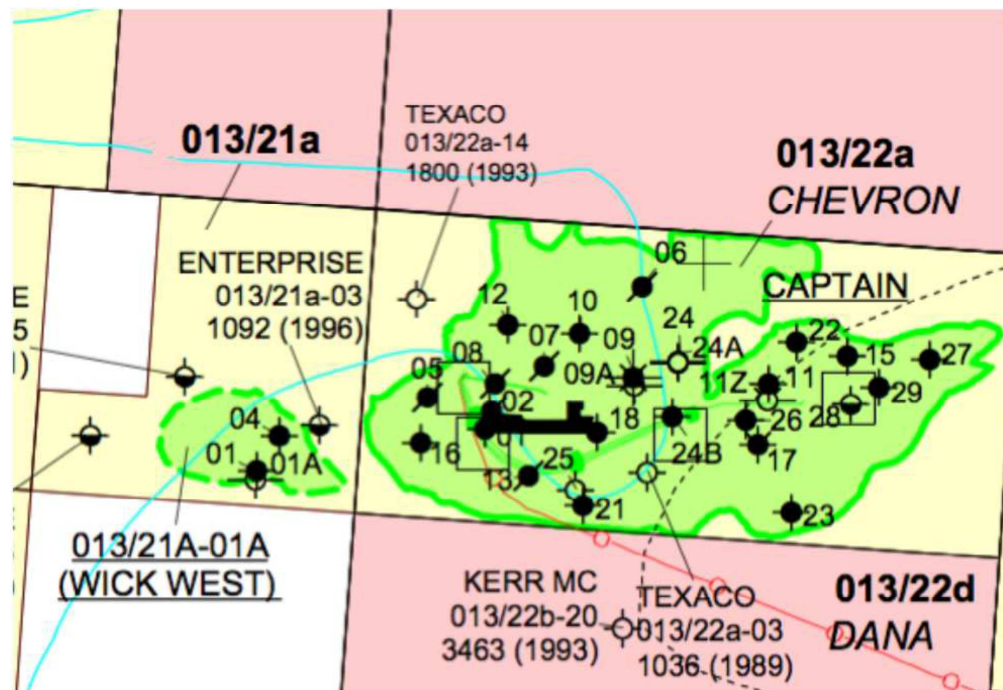 013/21a
TEXACO
013/22a-14
1800 (1993)
013/22a
CHEVRON
ENTERPRISE
013/21a-03
1092 (1996)
E
5
)
06
CAPTAIN
12
10
24
22
07
09
24A
15
27
05
08
09A
11Z
11
29
04
02
18
26
28
01
01A
16
24B
17
13
25
21
23
013/21A-01A
(WICK WEST)
KERR MC
013/22b-20
3463 (1993)
TEXACO
013/22a-03
1036 (1989)
013/22d
DANA